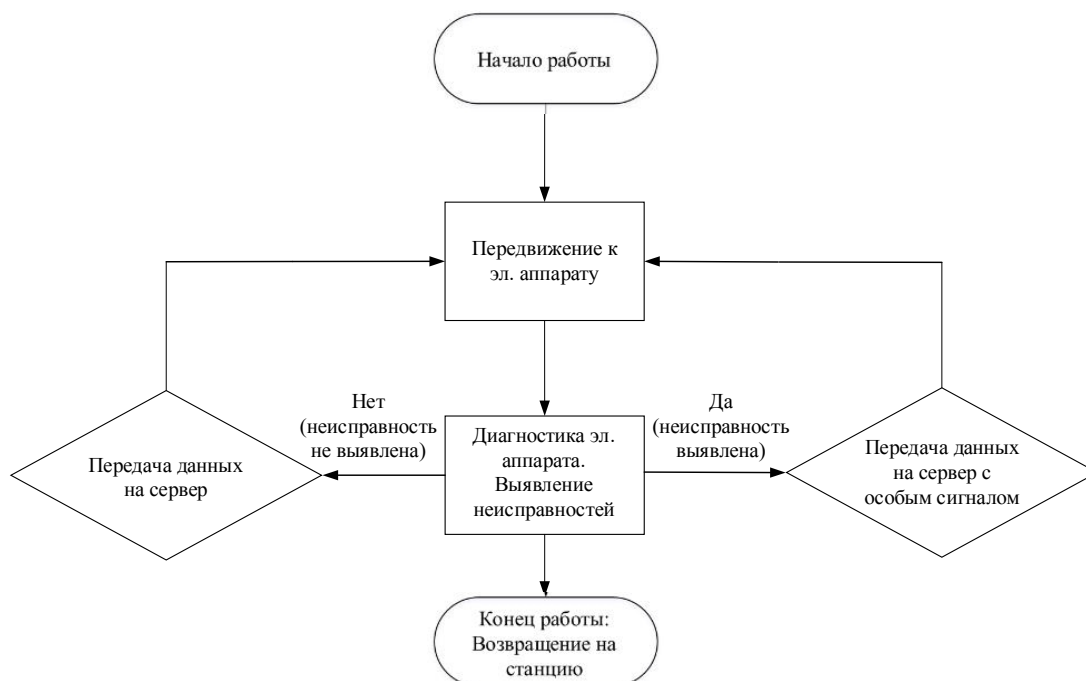 Начало работы
Передвижение к
эл. аппарату
Нет
(неисправность
не выявлена)
Да
(неисправность
выявлена)
Передача данных
на сервер
Диагностика эл.
аппарата.
Выявление
неисправностей
Передача данных
на сервер с
особым сигналом
Конец работы:
Возвращение на
станцию